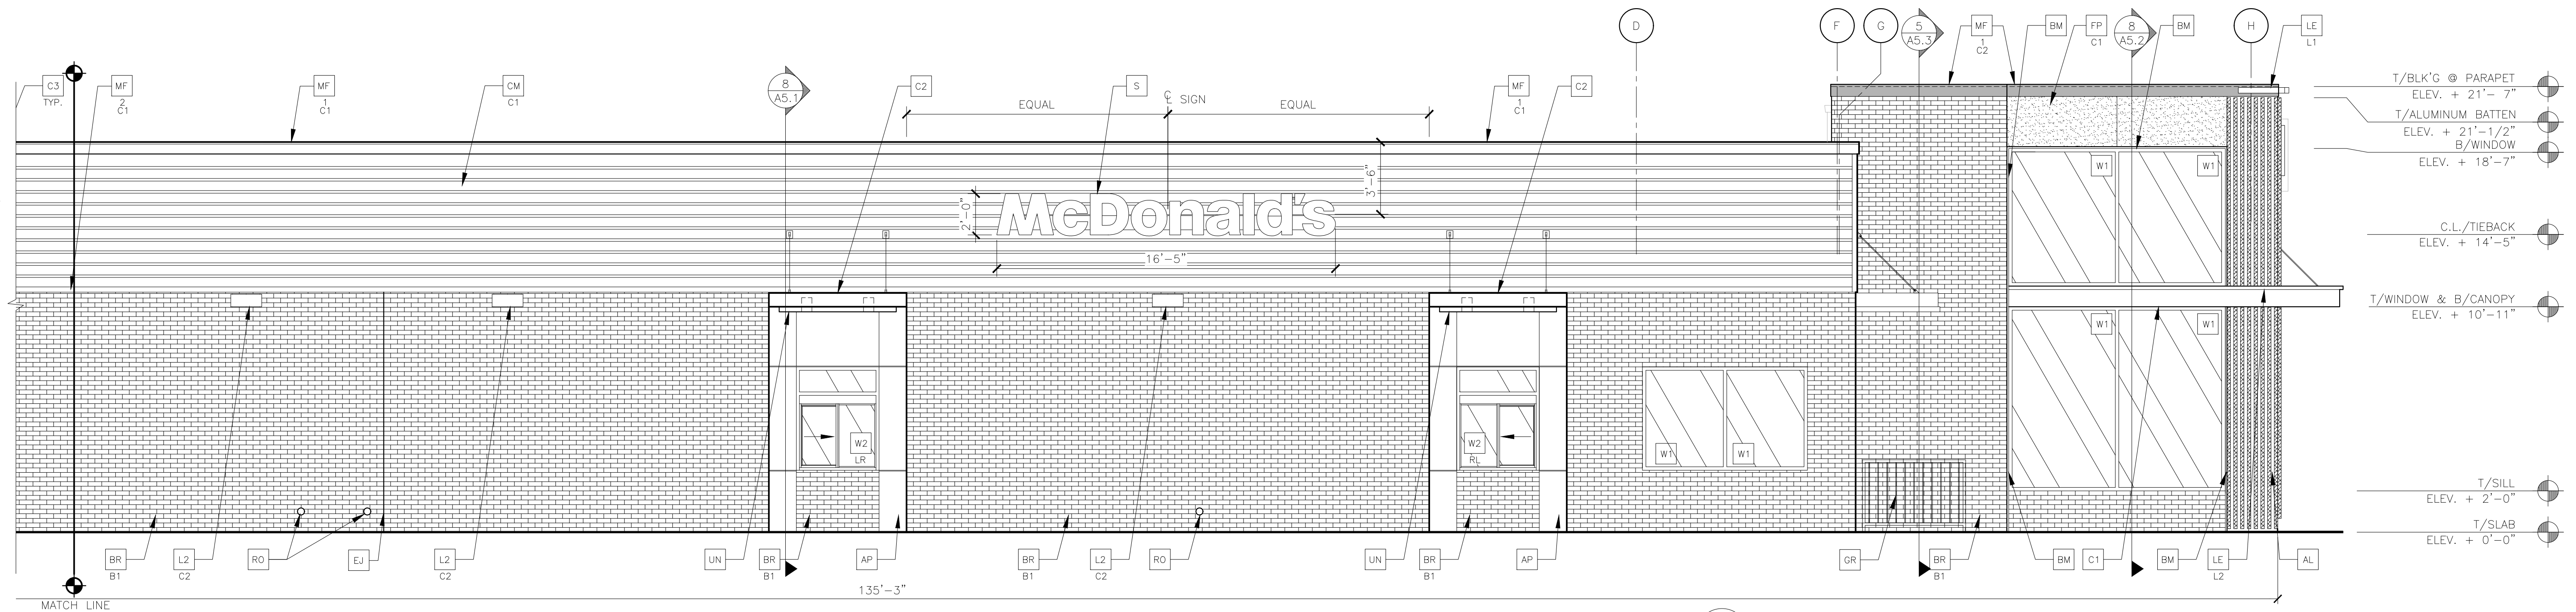 D
F
G
5
A5.3
MF
1
C2
BM
FP
C1
8
A5.2
BM
H
LE
L1
C3
TYP.
MF
2
C1
MF
1
C1
CM
C1
8
A5.1
C2
S
EQUAL
℄ SIGN
EQUAL
MF
1
C1
C2
T/BLK'G @ PARAPET
ELEV. + 21'- 7"
T/ALUMINUM BATTEN
ELEV. + 21'-1/2"
B/WINDOW
ELEV. + 18'-7"
W1
W1
3'-6"
2'-0"
McDonald's
16'-5"
C.L./TIEBACK
ELEV. + 14'-5"
T/WINDOW & B/CANOPY
ELEV. + 10'-11"
W1
W1
W2
LR
W2
RL
W1
W1
T/SILL
ELEV. + 2'-0"
T/SLAB
ELEV. + 0'-0"
BR
B1
L2
C2
RO
EJ
L2
C2
UN
BR
B1
AP
BR
B1
L2
C2
RO
UN
BR
B1
AP
GR
BR
B1
BM
C1
BM
LE
L2
AL
135'-3"
MATCH LINE